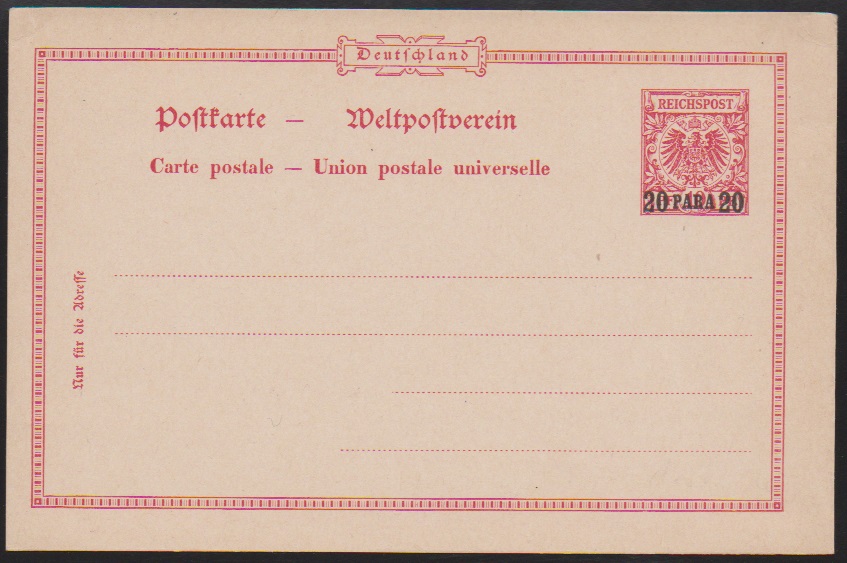 Deutſchland
Poſtkarte — Weltpoſtverein
Carte postale — Union postale universelle
REICHSPOST
20 PARA 20
Nur für die Adreſſe